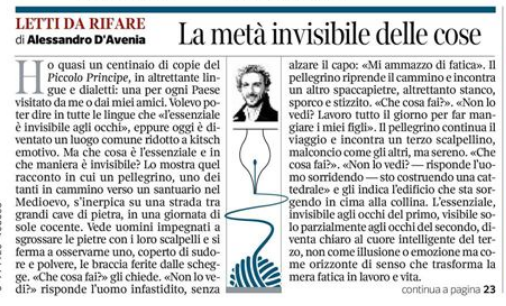 LETTI DA RIFARE
di Alessandro D'Avenia
La metà invisibile delle cose
Ho quasi un centinaio di copie del
Piccolo Principe, in altrettante lin-
gue e dialetti: una per ogni Paese
visitato da me o dai miei amici. Volevo po-
ter dire in tutte le lingue che «l'essenziale
è invisibile agli occhi», eppure oggi è di-
ventato un luogo comune ridotto a kitsch
emotivo. Ma che cosa è l'essenziale e in
che maniera è invisibile? Lo mostra quel
racconto in cui un pellegrino, uno dei
tanti in cammino verso un santuario nel
Medioevo, s'inerpica su una strada tra
grandi cave di pietra, in una giornata di
sole cocente. Vede uomini impegnati a
sgrossare le pietre con i loro scalpelli e si
ferma a osservarne uno, coperto di sudo-
re e polvere, le braccia ferite dalle scheg-
ge. «Che cosa fai?» gli chiede. «Non lo ve-
di?» risponde l'uomo infastidito, senza
alzare il capo: «Mi ammazzo di fatica». Il
pellegrino riprende il cammino e incontra
un altro spaccapietre, altrettanto stanco,
sporco e stizzito. «Che cosa fai?». «Non lo
vedi? Lavoro tutto il giorno per far man-
giare i miei figli». Il pellegrino continua il
viaggio e incontra un terzo scalpellino,
malconcio come gli altri, ma sereno. «Che
cosa fai?». «Non lo vedi? — risponde l'uo-
mo sorridendo — sto costruendo una cat-
tedrale» e gli indica l'edificio che sta sor-
gendo in cima alla collina. L'essenziale,
invisibile agli occhi del primo, visibile so-
lo parzialmente agli occhi del secondo, di-
venta chiaro al cuore intelligente del ter-
zo, non come illusione o emozione ma co-
me orizzonte di senso che trasforma la
mera fatica in lavoro e vita.
continua a pagina 23